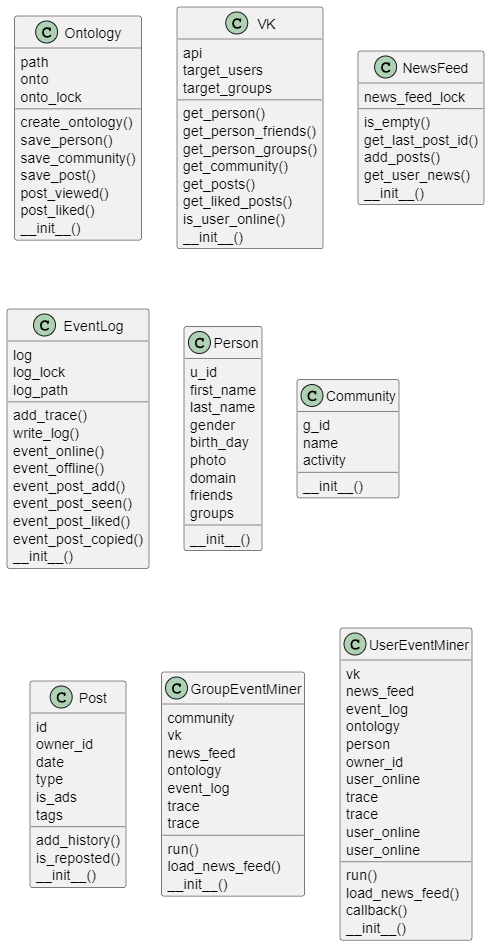 C Ontology
path
onto
onto_lock
create_ontology()
save_person()
save_community()
save_post()
post_viewed()
post_liked()
__init__()
C VK
api
target_users
target_groups
get_person()
get_person_friends()
get_person_groups()
get_community()
get_posts()
get_liked_posts()
is_user_online()
__init__()
C NewsFeed
news_feed_lock
is_empty()
get_last_post_id()
add_posts()
get_user_news()
__init__()
C EventLog
log
log_lock
log_path
add_trace()
write_log()
event_online()
event_offline()
event_post_add()
event_post_seen()
event_post_liked()
event_post_copied()
__init__()
C Person
u_id
first_name
last_name
gender
birth_day
photo
domain
friends
groups
__init__()
C Community
g_id
name
activity
__init__()
C Post
id
owner_id
date
type
is_ads
tags
add_history()
is_reposted()
__init__()
C GroupEventMiner
community
vk
news_feed
ontology
event_log
trace
trace
run()
load_news_feed()
__init__()
C UserEventMiner
vk
news_feed
event_log
ontology
person
owner_id
user_online
trace
trace
user_online
user_online
run()
load_news_feed()
callback()
__init__()